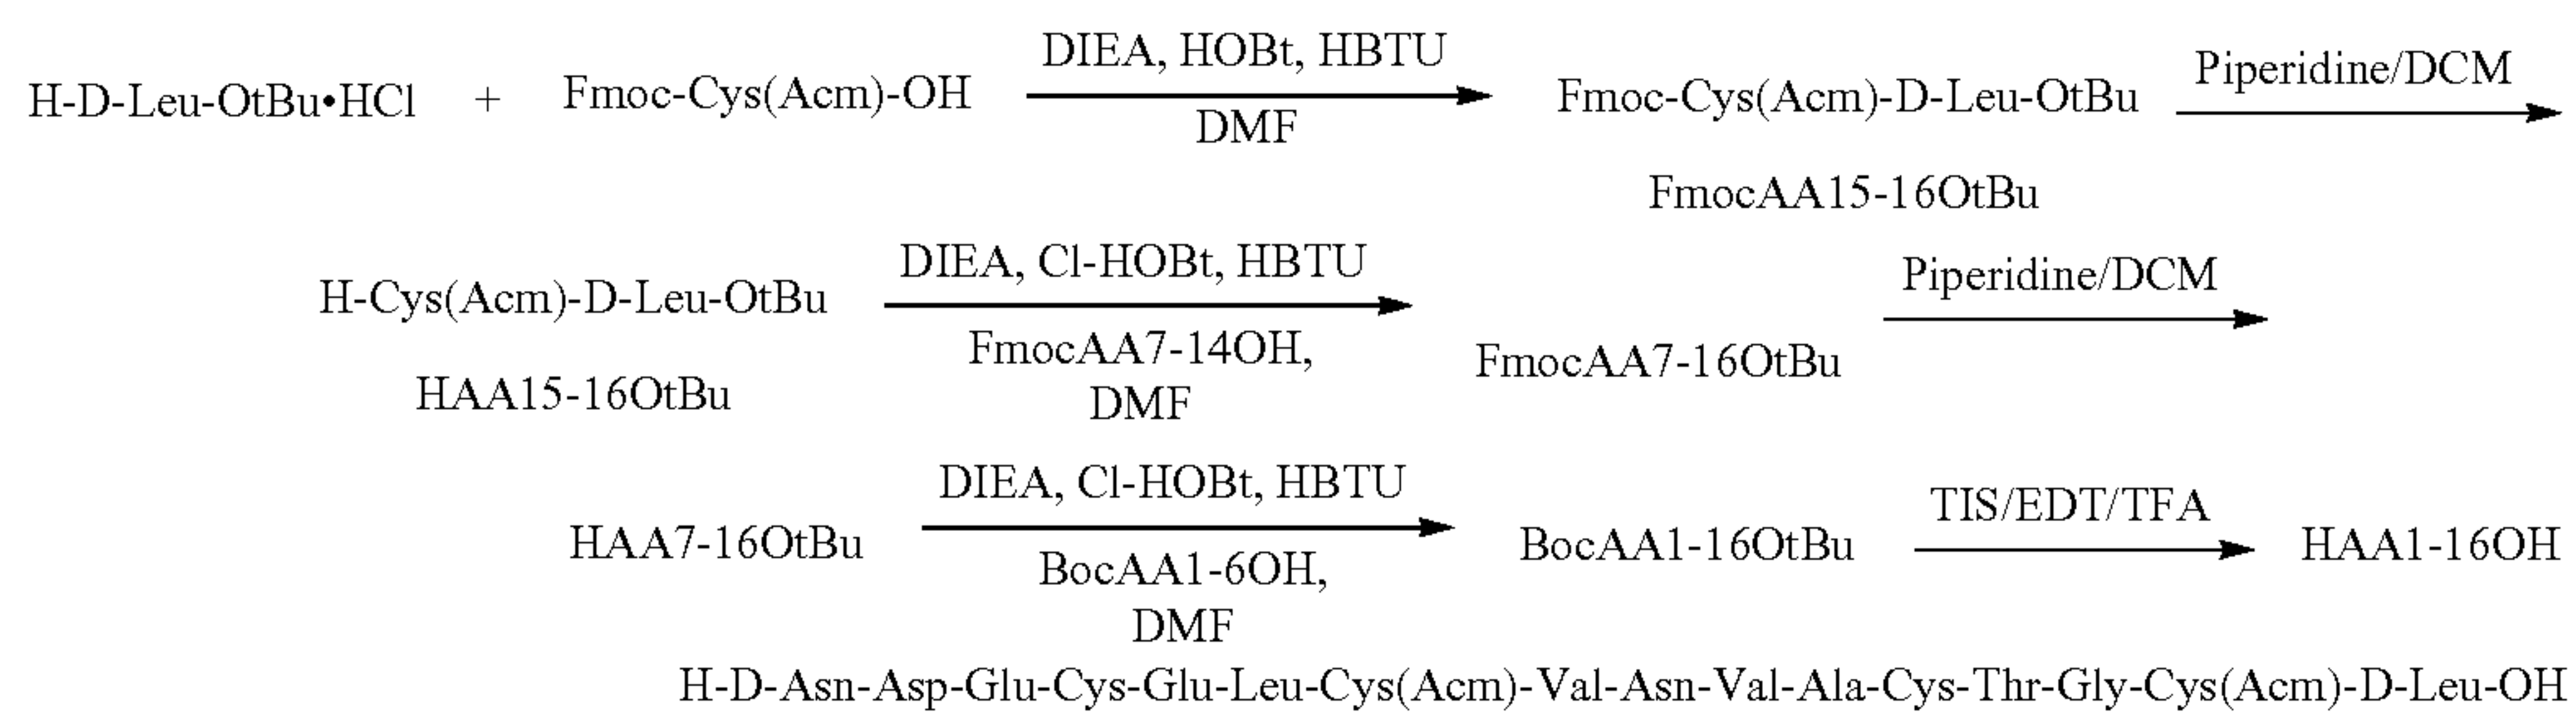 H-D-Leu-OtBu•HCl + Fmoc-Cys(Acm)-OH DIEA, HOBt, HBTU DMF Fmoc-Cys(Acm)-D-Leu-OtBu Piperidine/DCM
FmocAA15-16OtBu
H-Cys(Acm)-D-Leu-OtBu DIEA, Cl-HOBt, HBTU Piperidine/DCM
HAA15-16OtBu FmocAA7-14OH, DMF FmocAA7-16OtBu
HAA7-16OtBu DIEA, Cl-HOBt, HBTU BocAA1-6OH, DMF BocAA1-16OtBu TIS/EDT/TFA HAA1-16OH
H-D-Asn-Asp-Glu-Cys-Glu-Leu-Cys(Acm)-Val-Asn-Val-Ala-Cys-Thr-Gly-Cys(Acm)-D-Leu-OH